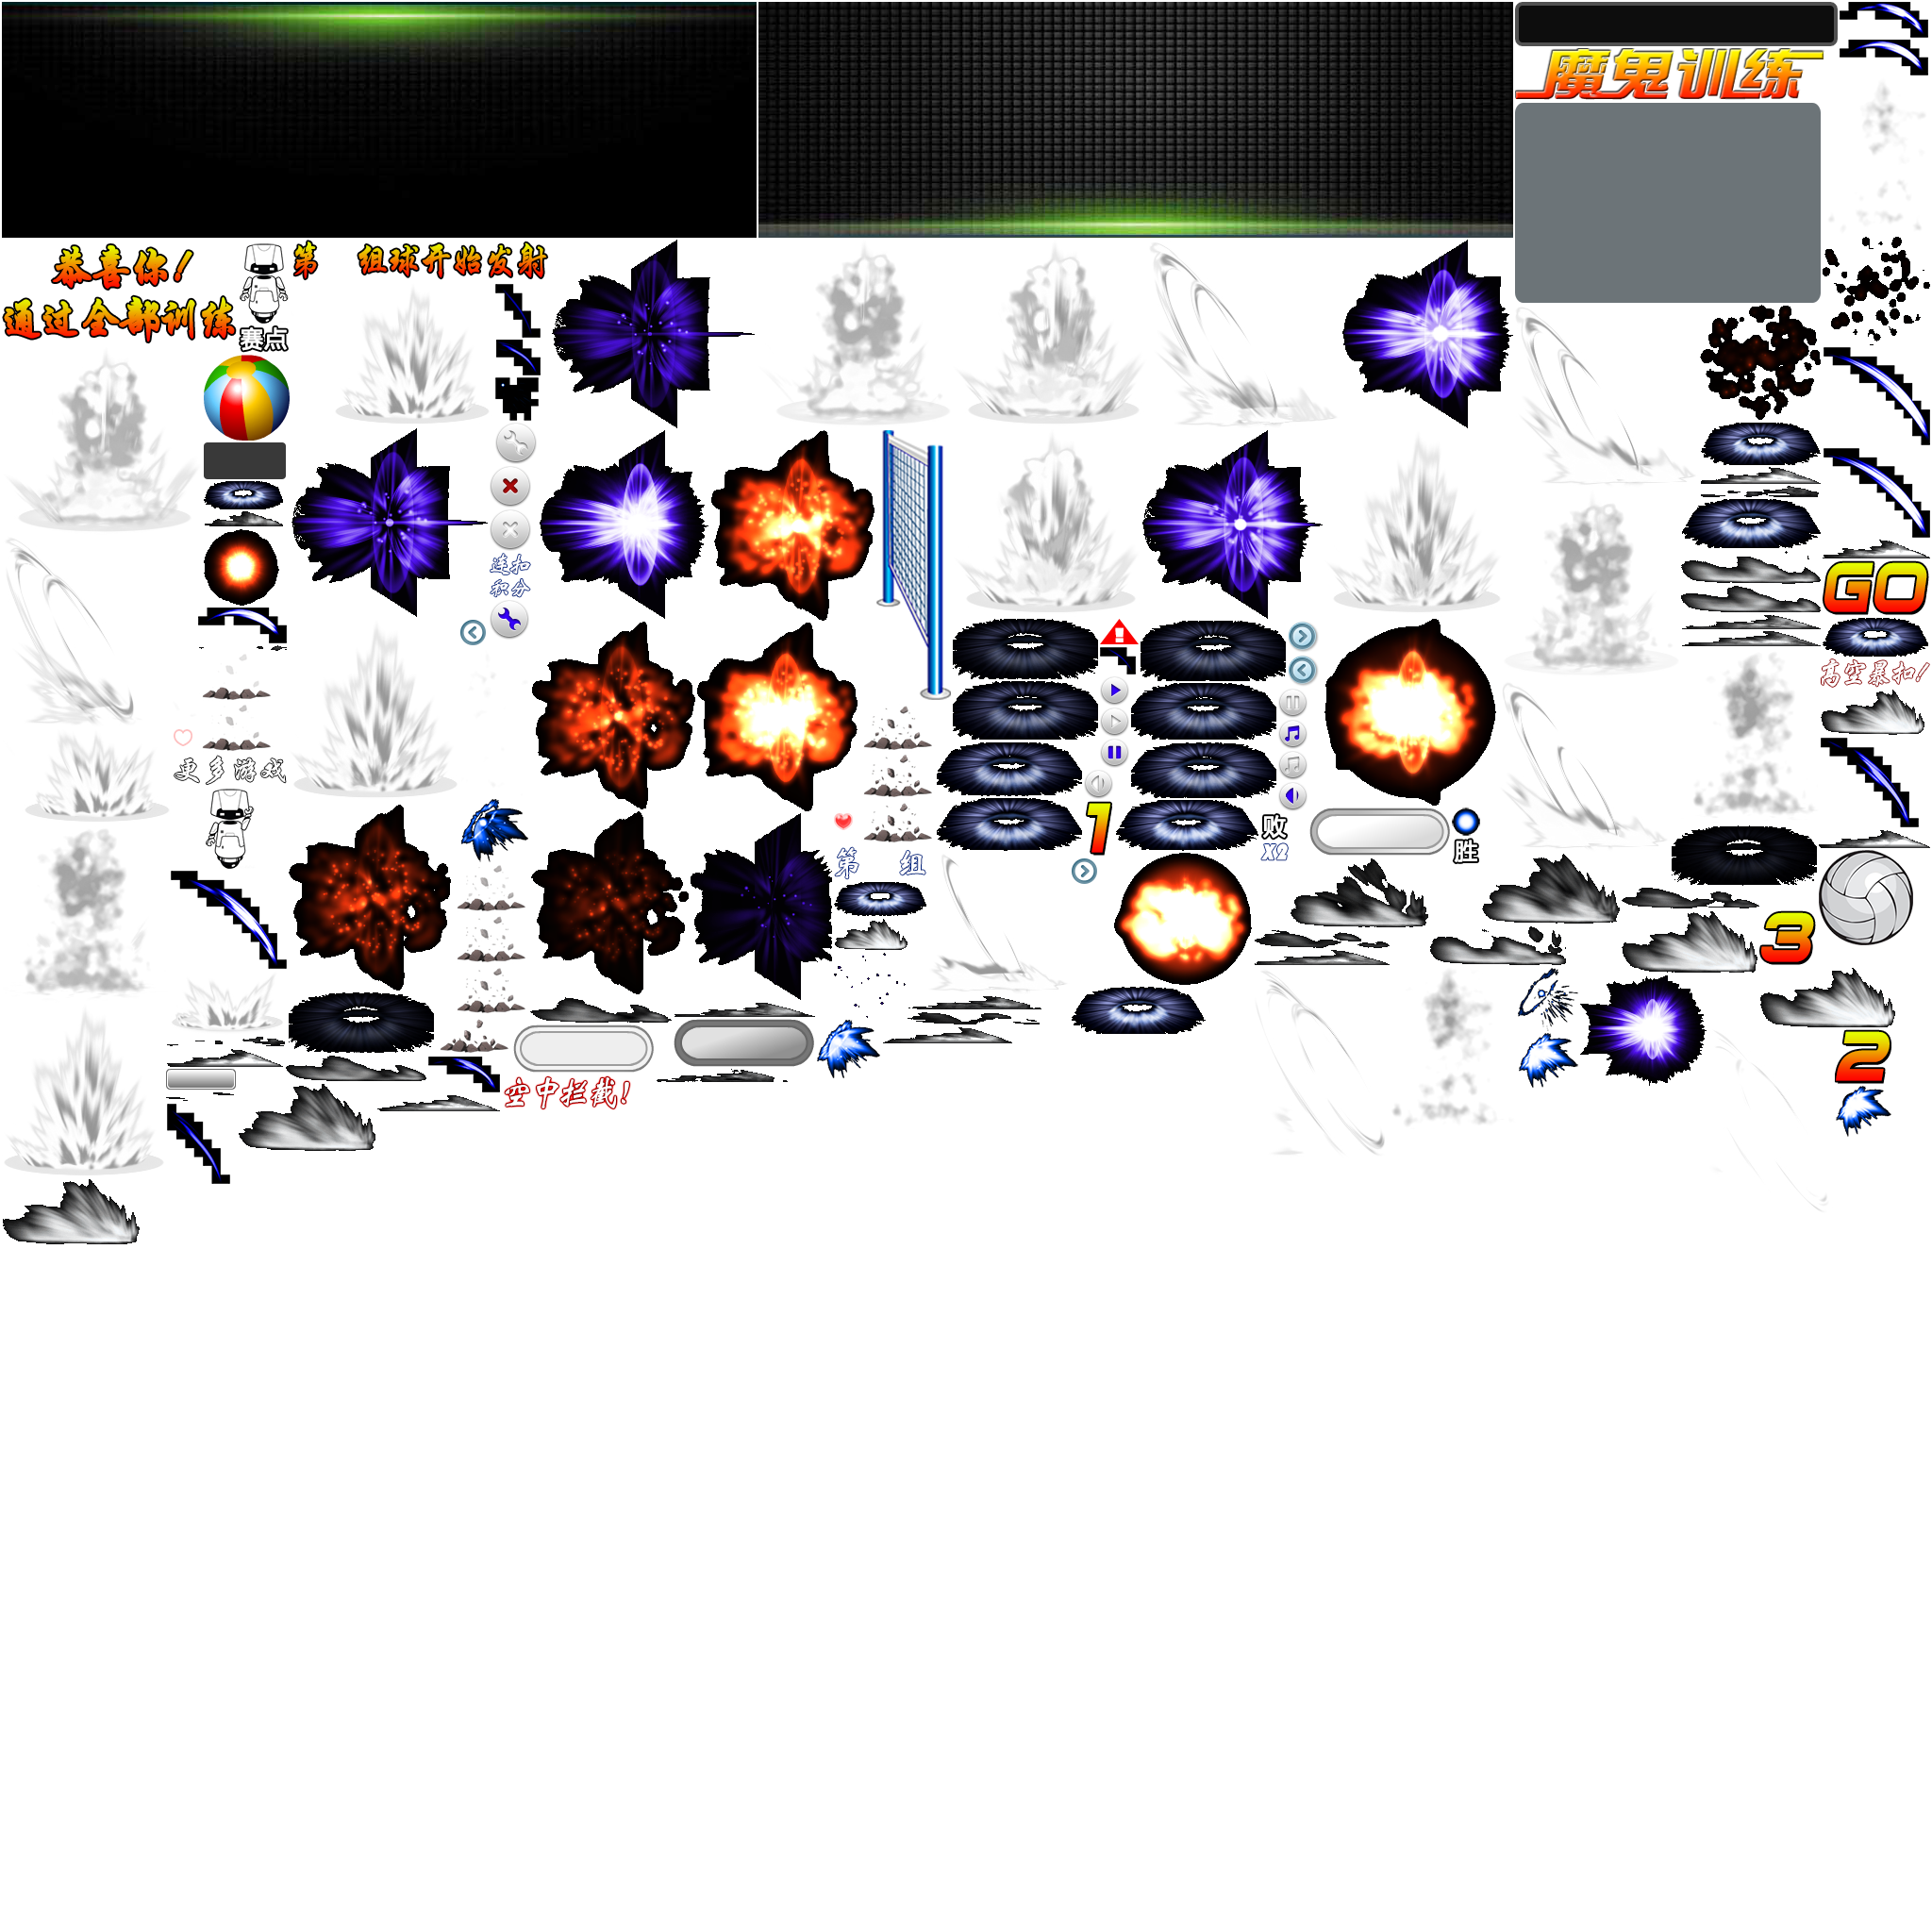 魔鬼训练
恭喜你!
通过全部训练
第 组球开始发射
赛点
连扣
积分
GO
高空暴扣!
更多游戏
1
败
X2
胜
第 组
3
2
空中拦截!